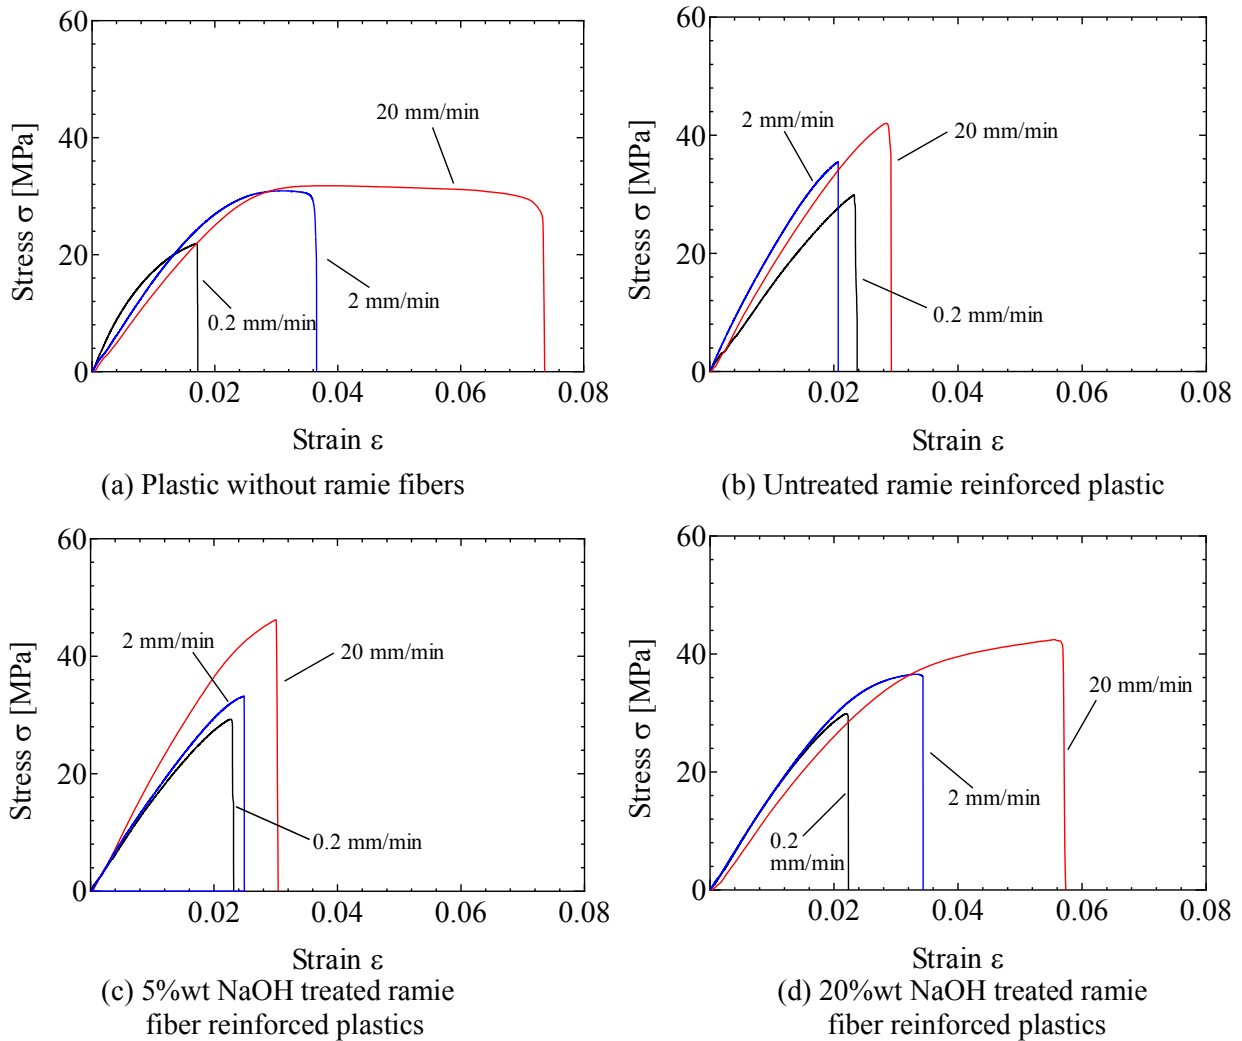 60
40
20
0
Stress σ [MPa]
20 mm/min
2 mm/min
0.2 mm/min
0.02 0.04 0.06 0.08
Strain ε
(a) Plastic without ramie fibers
60
40
20
0
Stress σ [MPa]
2 mm/min
20 mm/min
0.2 mm/min
0.02 0.04 0.06 0.08
Strain ε
(b) Untreated ramie reinforced plastic
60
40
20
0
Stress σ [MPa]
2 mm/min
20 mm/min
0.2 mm/min
0.02 0.04 0.06 0.08
Strain ε
(c) 5%wt NaOH treated ramie
fiber reinforced plastics
60
40
20
0
Stress σ [MPa]
20 mm/min
2 mm/min
0.2
mm/min
0.02 0.04 0.06 0.08
Strain ε
(d) 20%wt NaOH treated ramie
fiber reinforced plastics